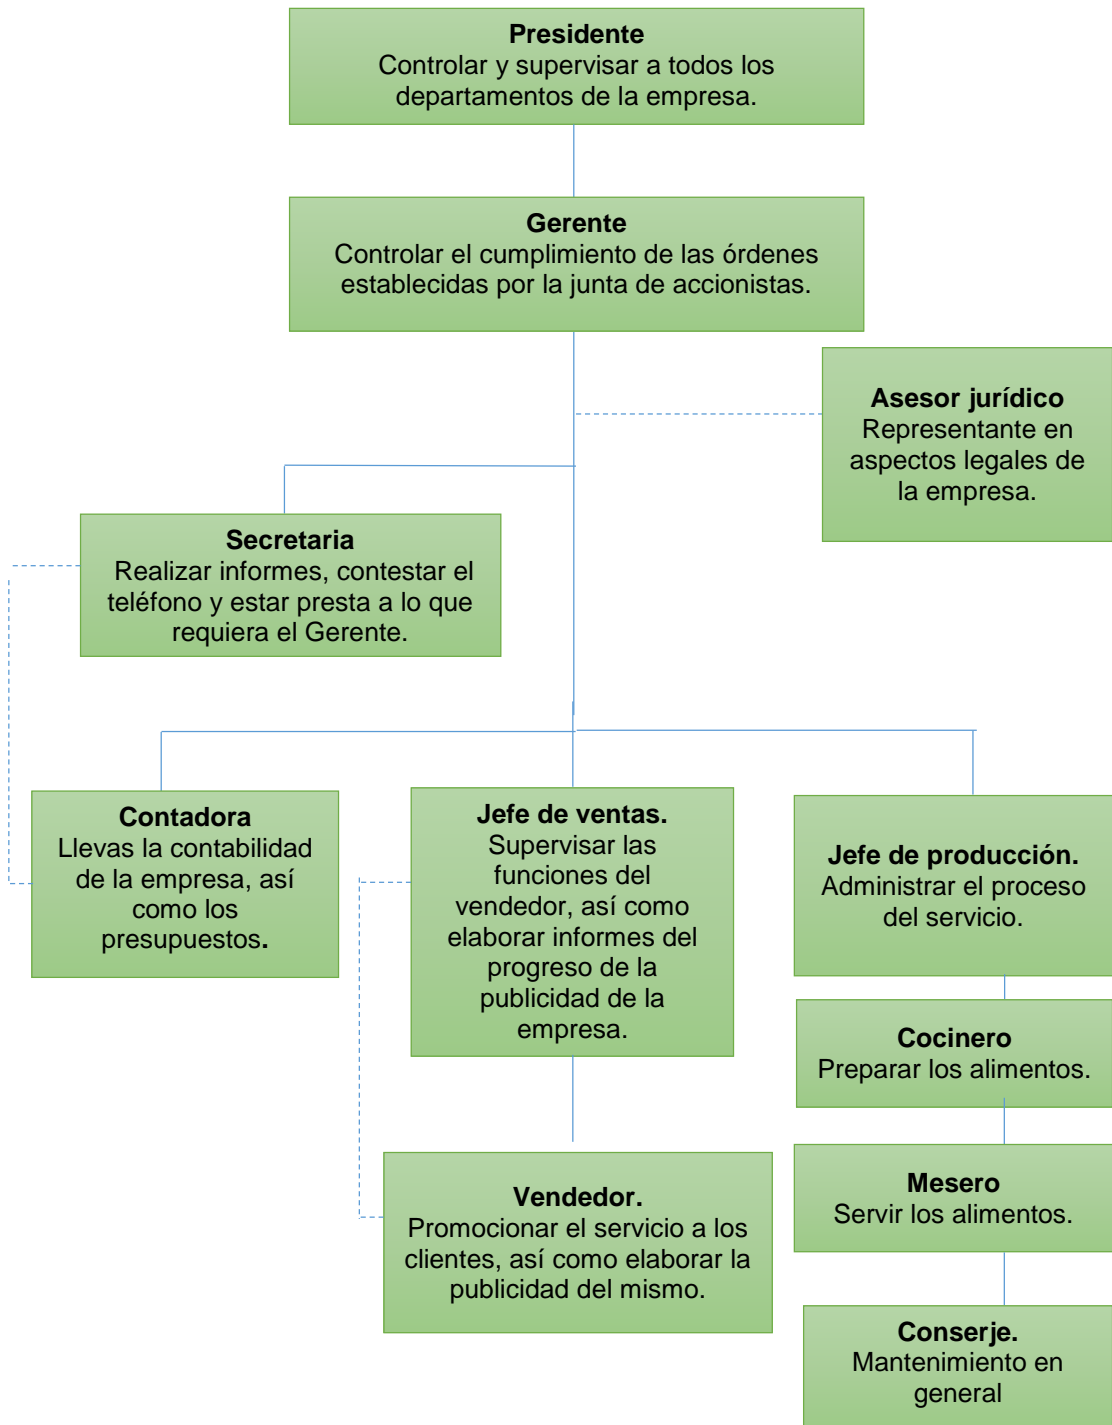 Presidente
Controlar y supervisar a todos los
departamentos de la empresa.
Gerente
Controlar el cumplimiento de las órdenes
establecidas por la junta de accionistas.
Asesor jurídico
Representante en
aspectos legales de
la empresa.
Secretaria
Realizar informes, contestar el
teléfono y estar presta a lo que
requiera el Gerente.
Contadora
Llevas la contabilidad
de la empresa, así
como los
presupuestos.
Jefe de ventas.
Supervisar las
funciones del
vendedor, así como
elaborar informes del
progreso de la
publicidad de la
empresa.
Jefe de producción.
Administrar el proceso
del servicio.
Cocinero
Preparar los alimentos.
Mesero
Servir los alimentos.
Vendedor.
Promocionar el servicio a los
clientes, así como elaborar la
publicidad del mismo.
Conserje.
Mantenimiento en
general